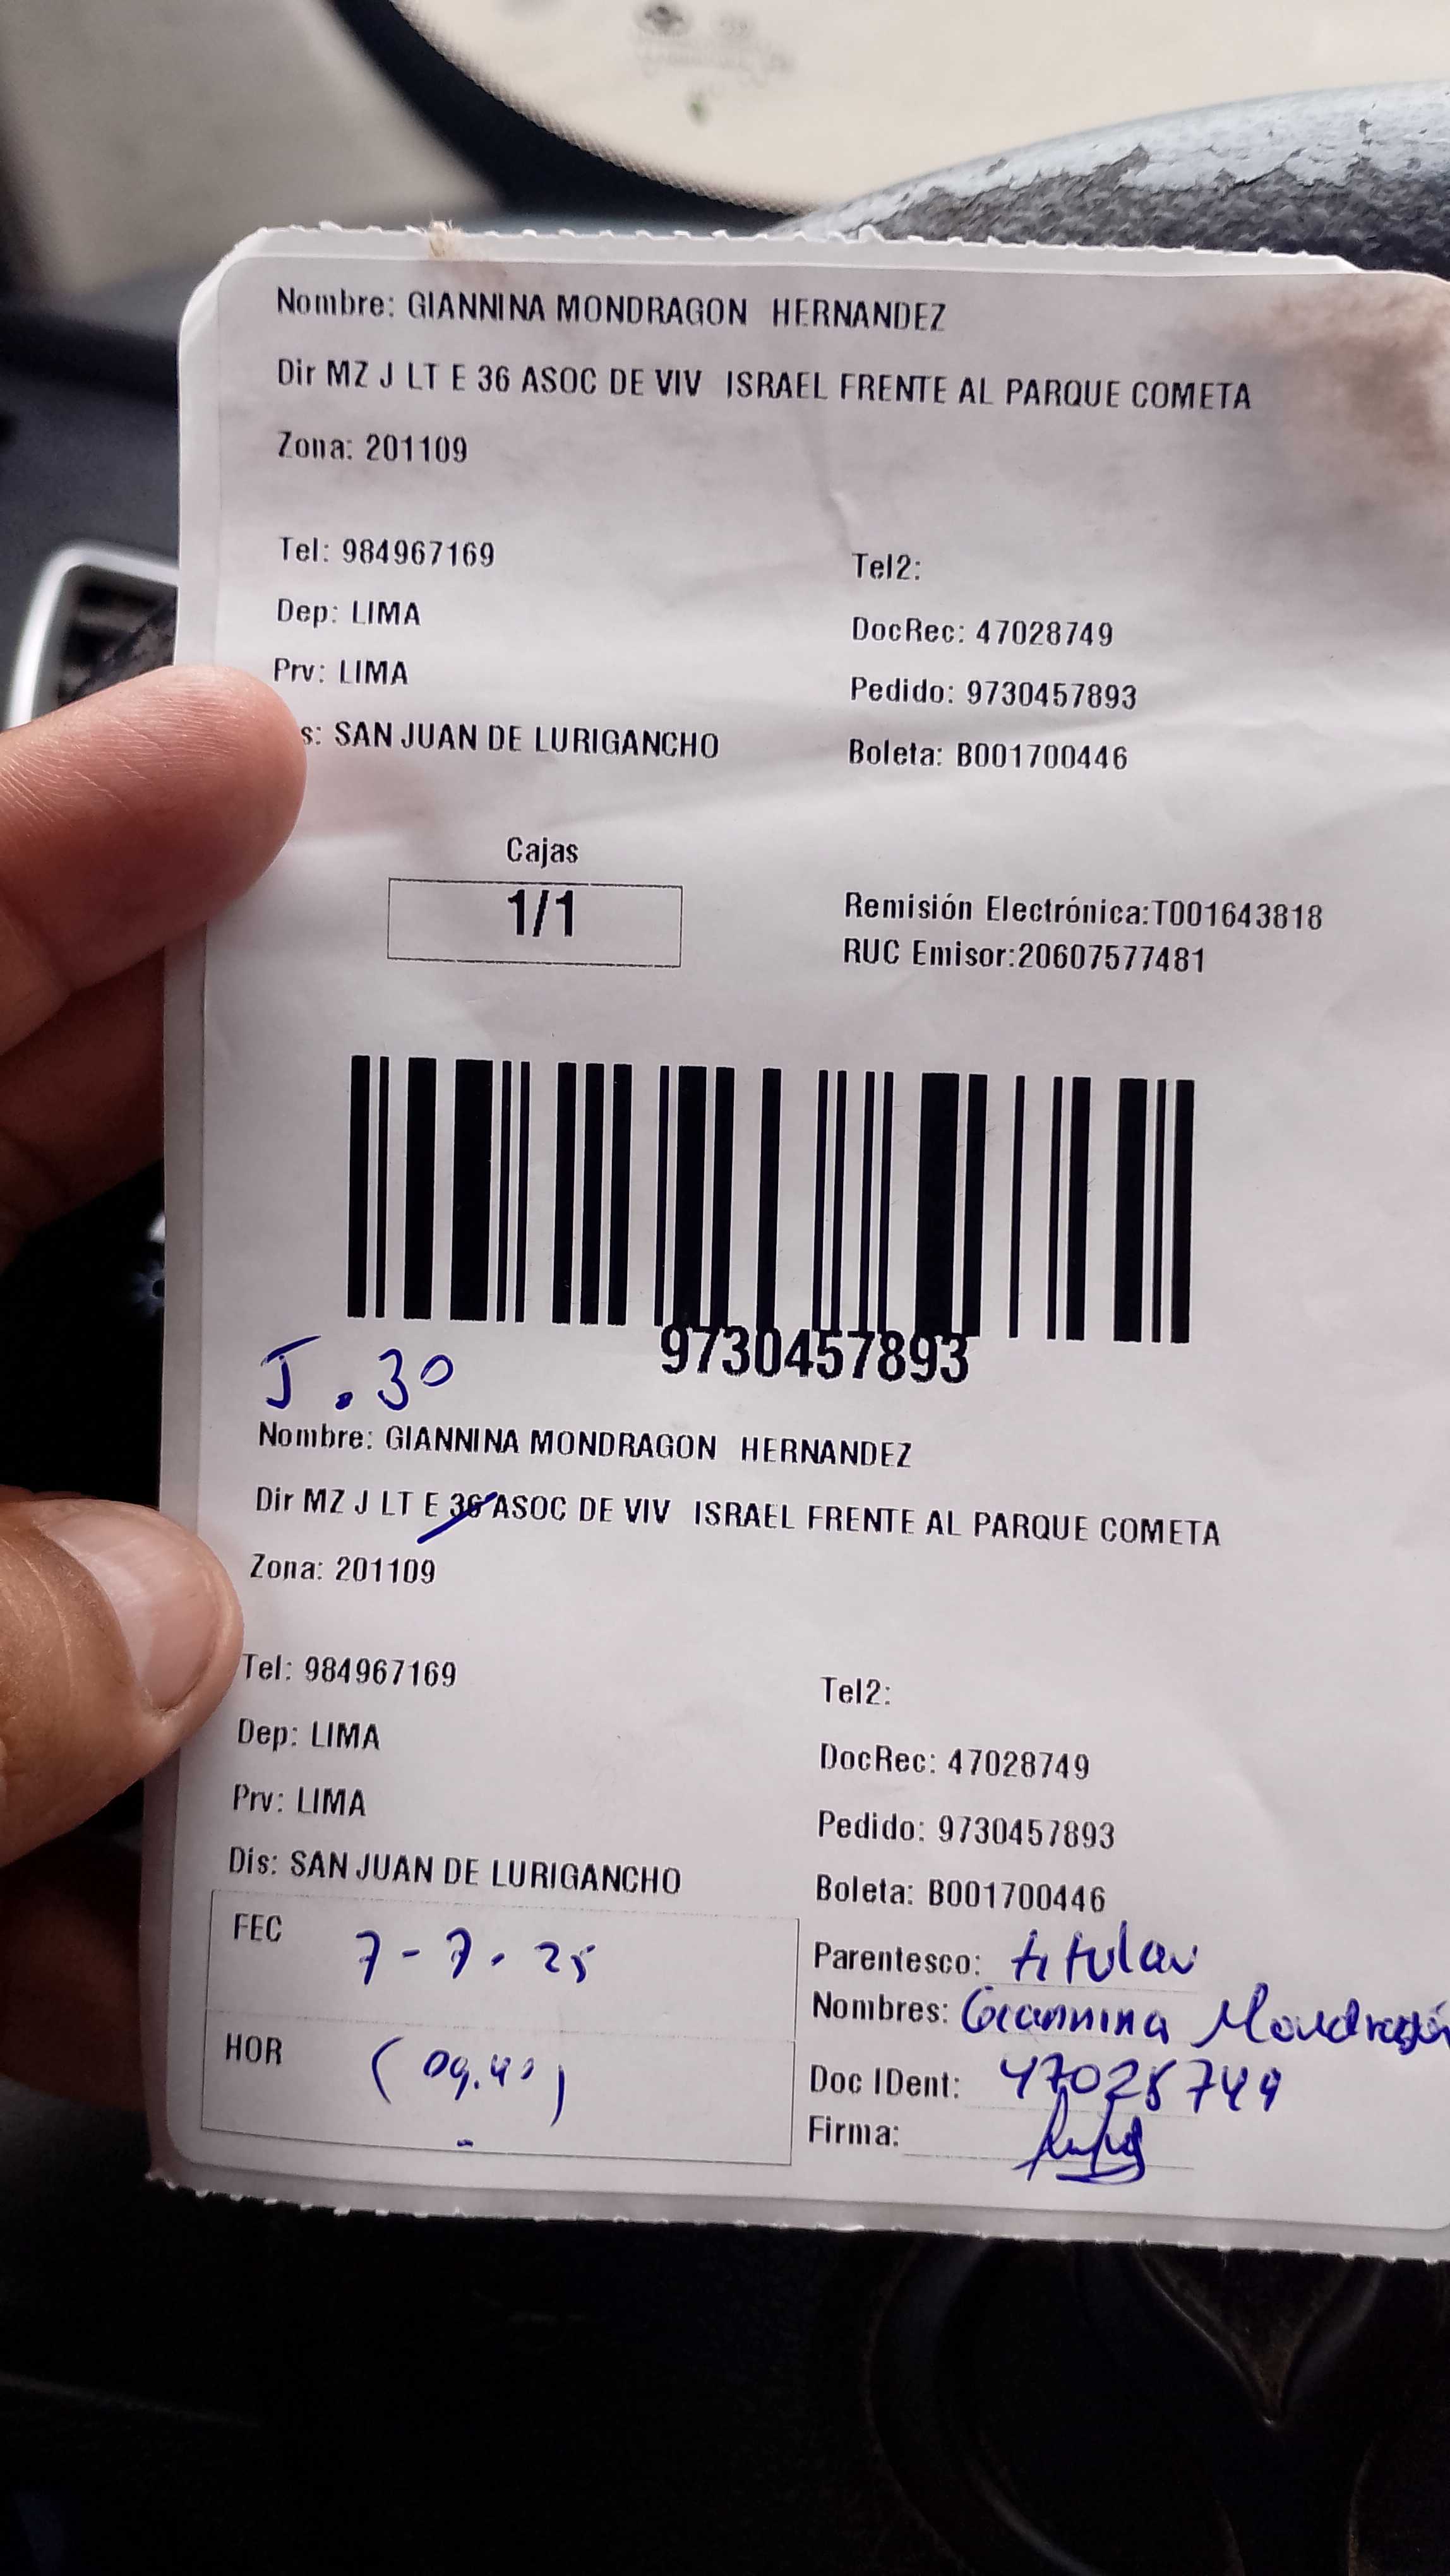 Nombre: GIANNINA MONDRAGON HERNANDEZ
Dir MZ J LT E 36 ASOC DE VIV ISRAEL FRENTE AL PARQUE COMETA
Zona: 201109
Tel: 984967169 Tel2:
Dep: LIMA DocRec: 47028749
Prv: LIMA Pedido: 9730457893
s: SAN JUAN DE LURIGANCHO Boleta: B001700446
Cajas
1/1
Remisión Electrónica:T001643818
RUC Emisor:20607577481
9730457893
J.30
Nombre: GIANNINA MONDRAGON HERNANDEZ
Dir MZ J LT E 36 ASOC DE VIV ISRAEL FRENTE AL PARQUE COMETA
Zona: 201109
Tel: 984967169 Tel2:
Dep: LIMA DocRec: 47028749
Prv: LIMA Pedido: 9730457893
Dis: SAN JUAN DE LURIGANCHO Boleta: B001700446
FEC 7-7-25 Parentesco: titular
Nombres: Giannina Mondragón
HOR Doc IDent: 47028749
Firma: